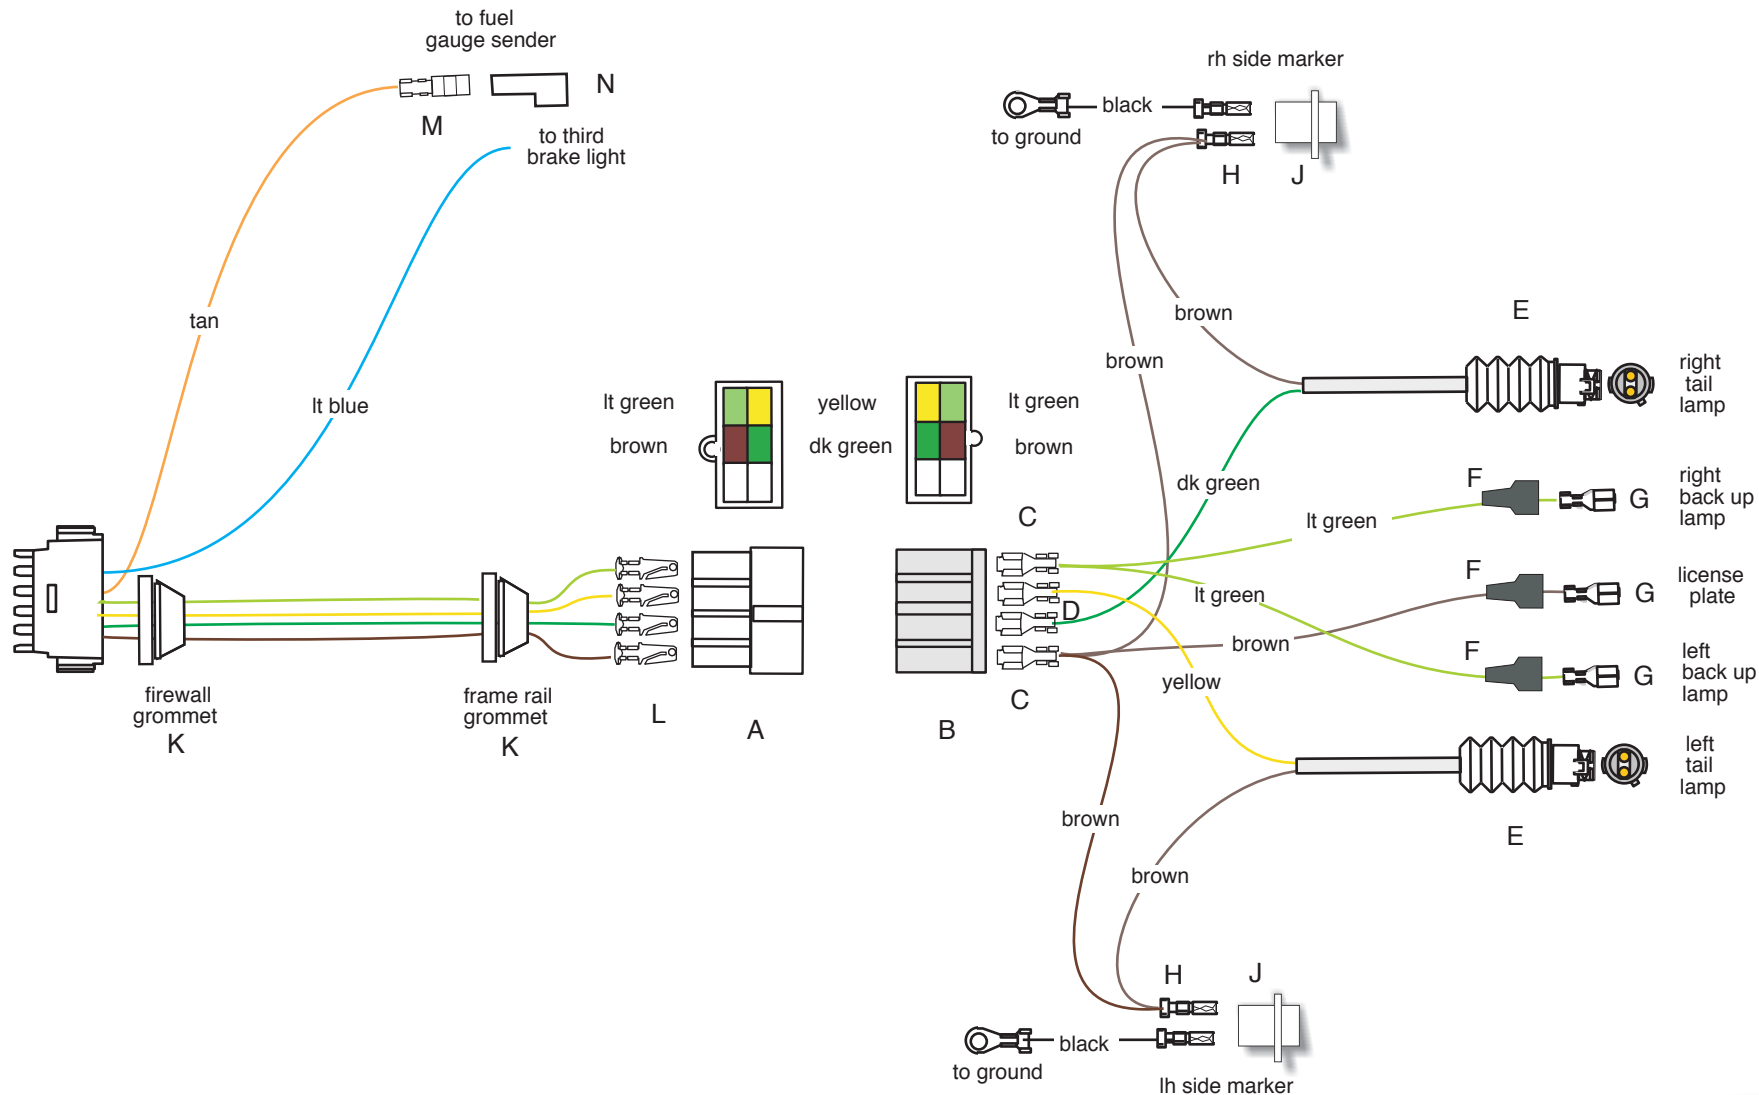 to fuel
gauge sender
N
M
to third
brake light
tan
lt blue
rh side marker
black
to ground
H
J
brown
brown
E
right
tail
lamp
lt green
yellow
lt green
brown
dk green
brown
C
dk green
lt green
F
G
right
back up
lamp
D
lt green
F
G
license
plate
brown
F
G
left
back up
lamp
yellow
firewall
grommet
K
frame rail
grommet
K
L
A
B
C
left
tail
lamp
E
brown
brown
H
J
black
to ground
lh side marker